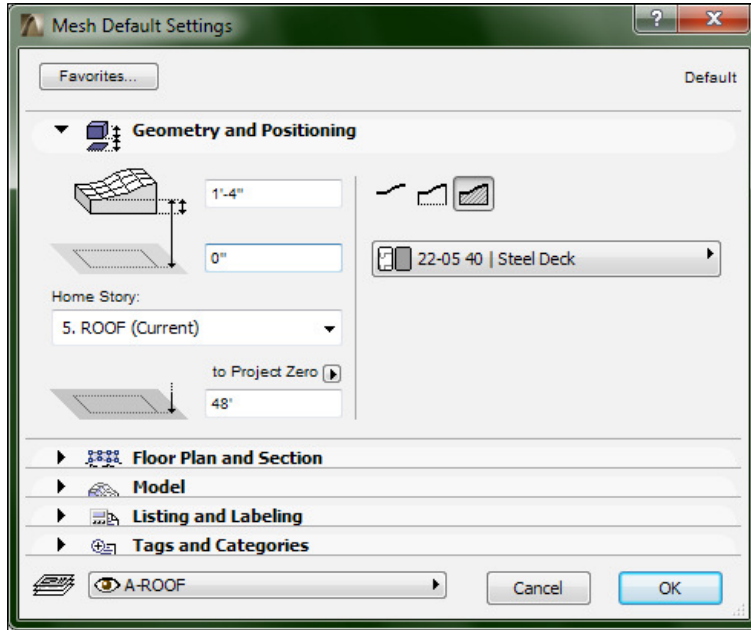 Mesh Default Settings
?
X
Favorites...
Default
Geometry and Positioning
1'-4"
0"
22-05 40 | Steel Deck
Home Story:
5. ROOF (Current)
to Project Zero
48'
Floor Plan and Section
Model
Listing and Labeling
Tags and Categories
A-ROOF
Cancel
OK